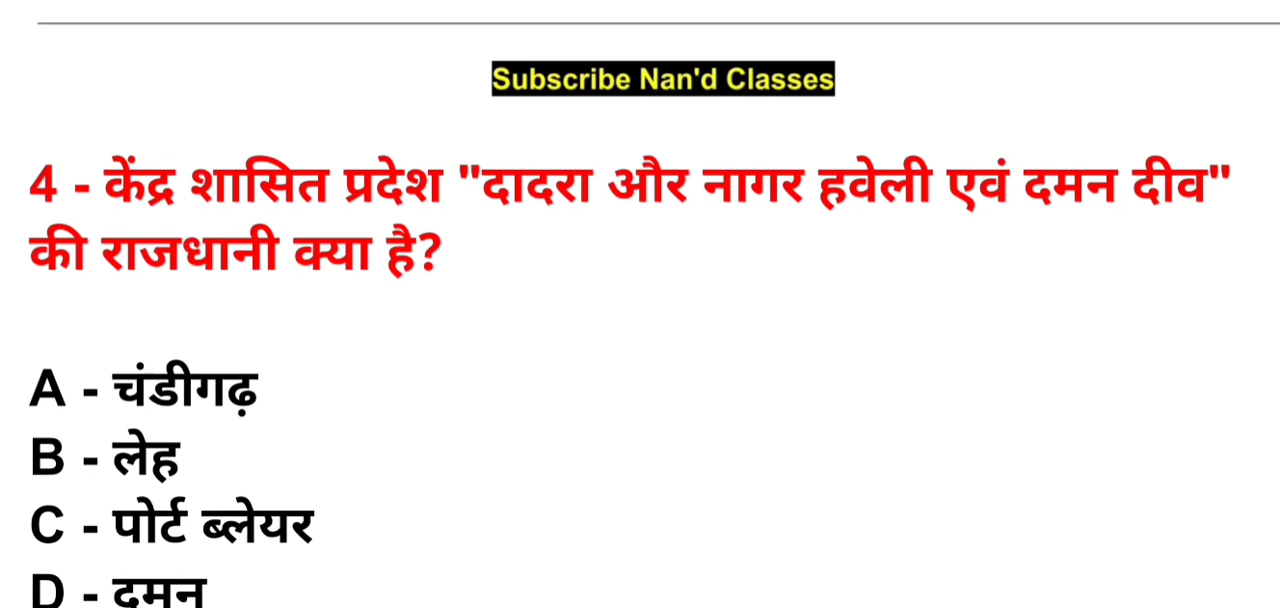 Subscribe Nan'd Classes
4 - केंद्र शासित प्रदेश "दादरा और नागर हवेली एवं दमन दीव"
की राजधानी क्या है?
A - चंडीगढ़
B - लेह
C - पोर्ट ब्लेयर
D - दमन